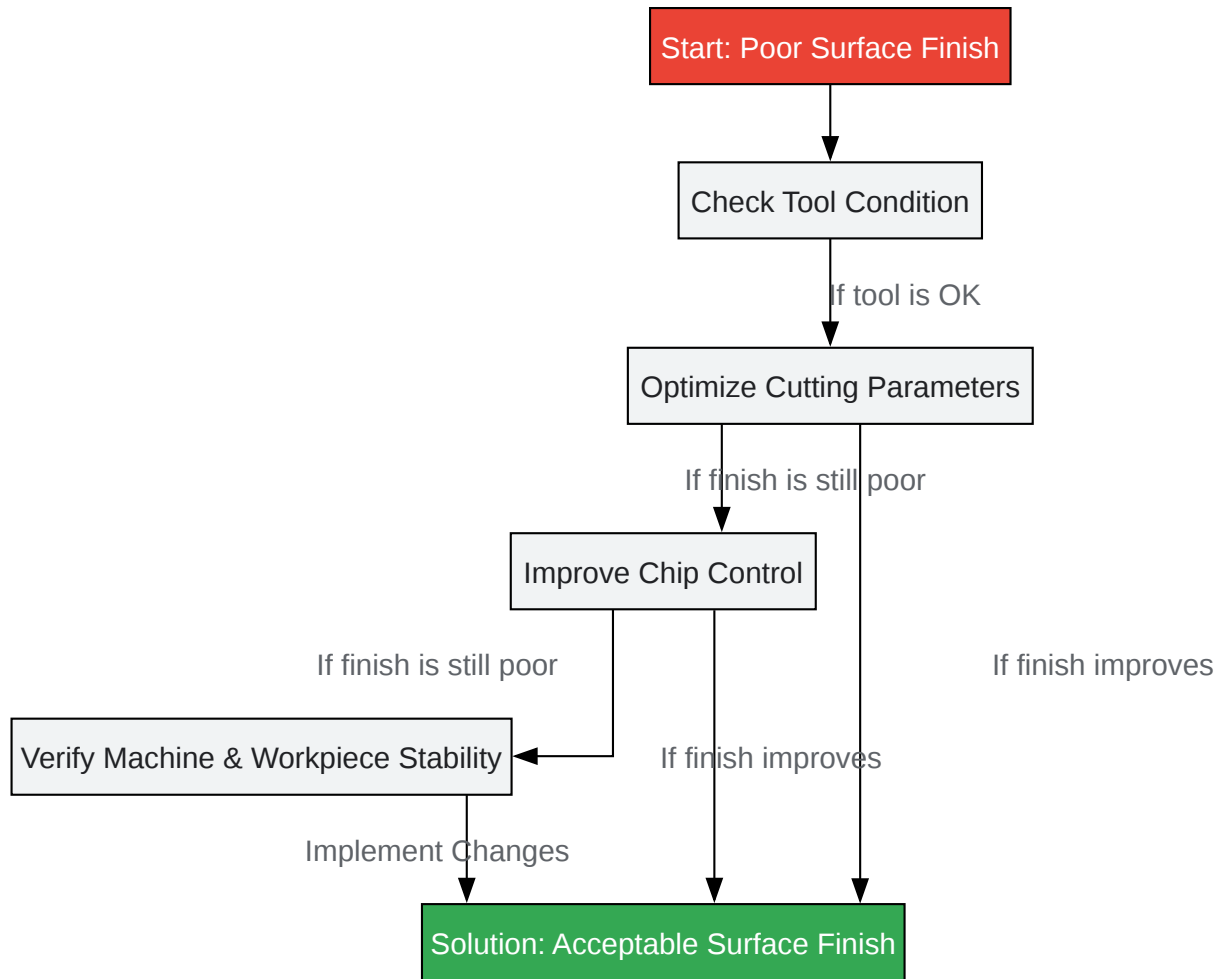 Start: Poor Surface Finish
Check Tool Condition
If tool is OK
Optimize Cutting Parameters
If finish is still poor
Improve Chip Control
If finish is still poor
If finish improves
Verify Machine & Workpiece Stability
If finish improves
Implement Changes
Solution: Acceptable Surface Finish